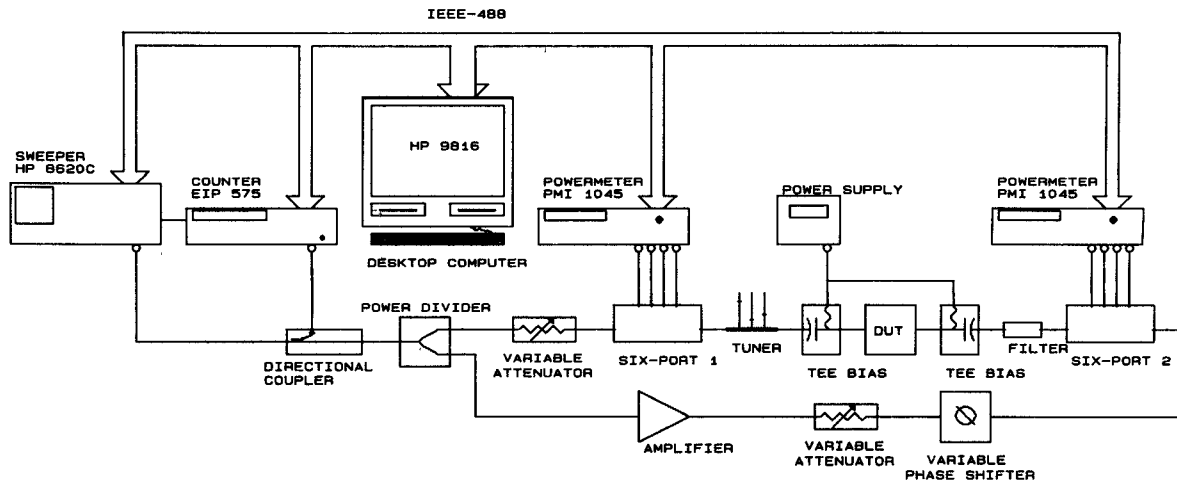 IEEE-488
SWEEPER
HP 8620C
COUNTER
EIP 575
HP 9816
DESKTOP COMPUTER
POWERMETER
PMI 1045
POWER SUPPLY
POWERMETER
PMI 1045
DIRECTIONAL
COUPLER
POWER DIVIDER
VARIABLE
ATTENUATOR
SIX-PORT 1
TUNER
TEE BIAS
DUT
TEE BIAS
FILTER
SIX-PORT 2
AMPLIFIER
VARIABLE
ATTENUATOR
VARIABLE
PHASE SHIFTER